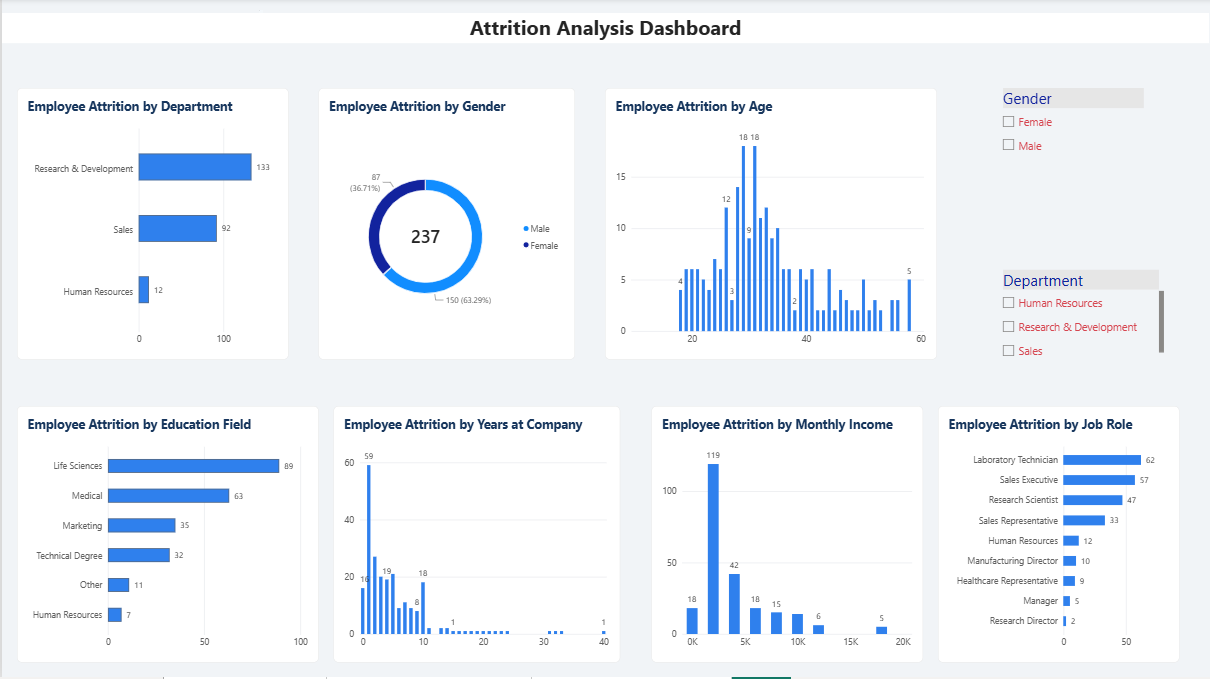 Attrition Analysis Dashboard
Employee Attrition by Department
Research & Development
133
Sales
92
Human Resources
12
0
100
Employee Attrition by Gender
87
(36.71%)
237
150 (63.29%)
Male
Female
Employee Attrition by Age
18 18
15
12
10
9
5
4
3
2
5
0
20
40
60
Gender
Female
Male
Department
Human Resources
Research & Development
Sales
Employee Attrition by Education Field
Life Sciences
89
Medical
63
Marketing
35
Technical Degree
32
Other
11
Human Resources
7
0
50
100
Employee Attrition by Years at Company
60
59
40
20
16
19
18
8
1
1
0
0
10
20
30
40
Employee Attrition by Monthly Income
119
100
50
42
18
18
15
6
5
0
0K
5K
10K
15K
20K
Employee Attrition by Job Role
Laboratory Technician
62
Sales Executive
57
Research Scientist
47
Sales Representative
33
Human Resources
12
Manufacturing Director
10
Healthcare Representative
9
Manager
5
Research Director
2
0
50